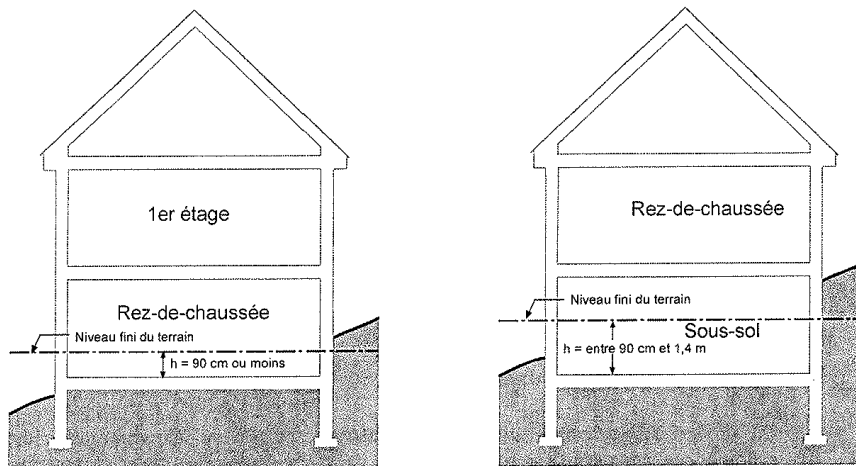 1er étage
Rez-de-chaussée
Niveau fini du terrain
h = 90 cm ou moins
Rez-de-chaussée
Niveau fini du terrain
Sous-sol
h = entre 90 cm et 1,4 m